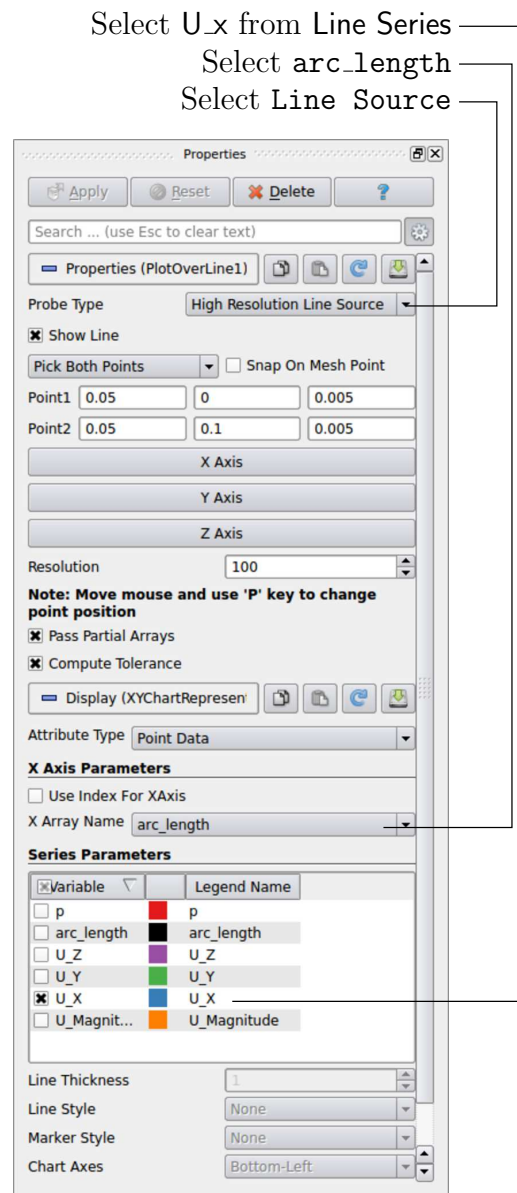 Select U_x from Line Series
Select arc_length
Select Line Source
Properties
Apply Reset Delete ?
Search ... (use Esc to clear text)
Properties (PlotOverLine1)
Probe Type High Resolution Line Source
Show Line
Pick Both Points Snap On Mesh Point
Point1 0.05 0 0.005
Point2 0.05 0.1 0.005
X Axis
Y Axis
Z Axis
Resolution 100
Note: Move mouse and use 'P' key to change
point position
Pass Partial Arrays
Compute Tolerance
Display (XYChartRepresen
Attribute Type Point Data
X Axis Parameters
Use Index For XAxis
X Array Name arc_length
Series Parameters
Variable Legend Name
p p
arc_length arc_length
U_Z U_Z
U_Y U_Y
U_X U_X
U_Magnit... U_Magnitude
Line Thickness 1
Line Style None
Marker Style None
Chart Axes Bottom-Left